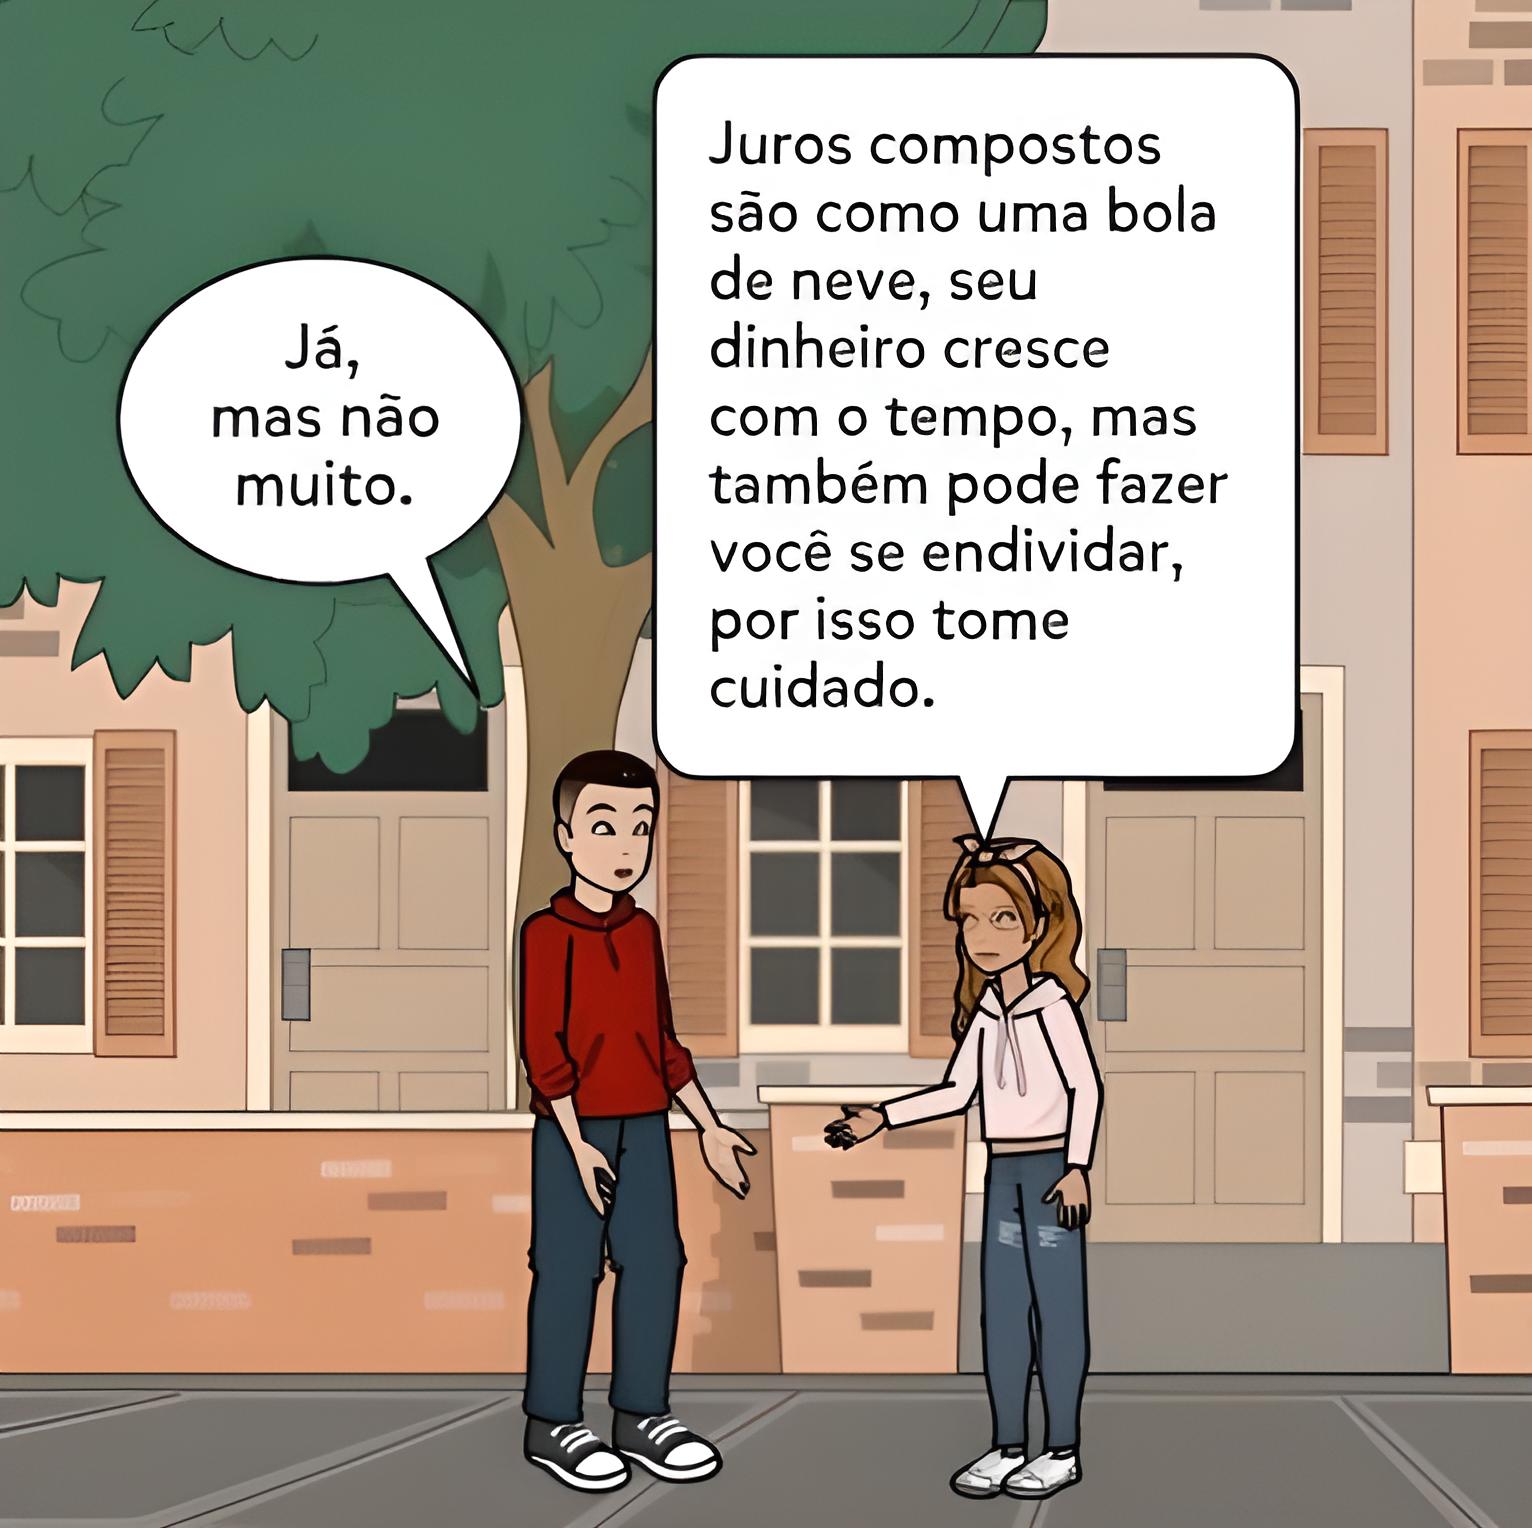 Já,
mas não
muito.
Juros compostos
são como uma bola
de neve, seu
dinheiro cresce
com o tempo, mas
também pode fazer
você se endividar,
por isso tome
cuidado.